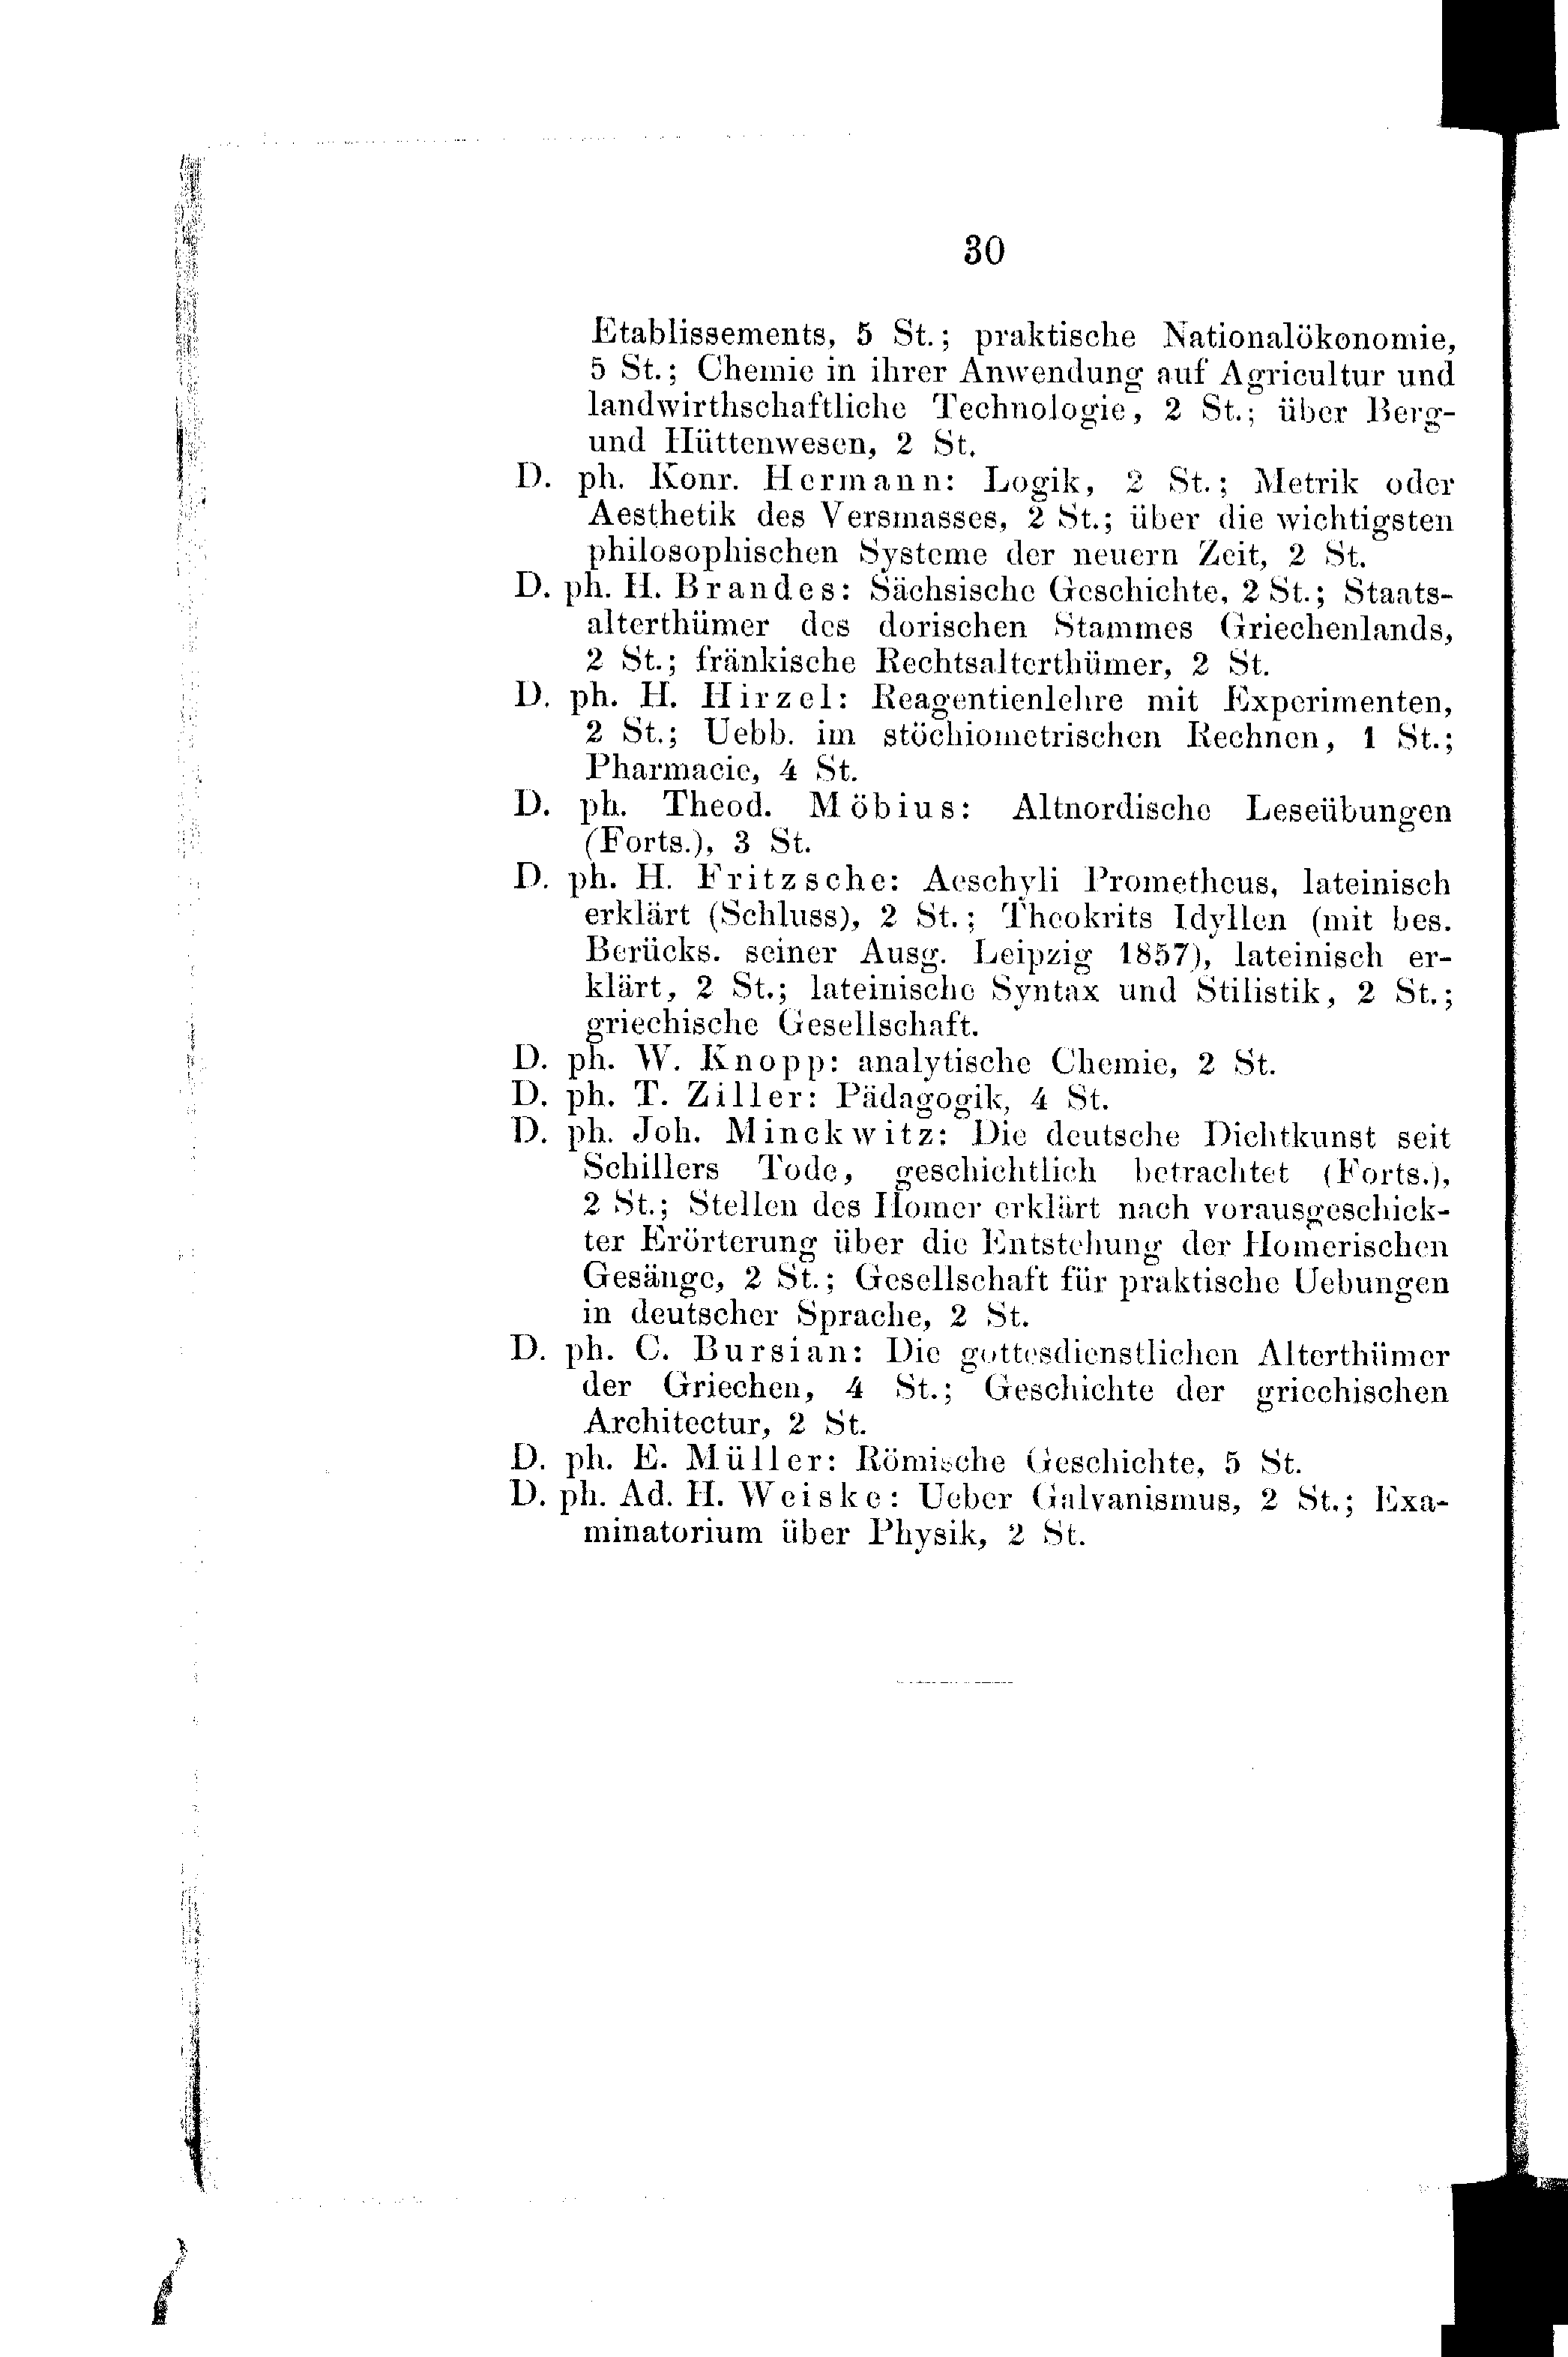 30
Etablissements, 5 St.; praktische Nationalökonomie,
5 St.; Chemie in ihrer Anwendung auf Agricultur und
landwirthschaftliche Technologie, 2 St.; über Berg-
und Hüttenwesen, 2 St.
D. ph. Konr. Hermann: Logik, 2 St.; Metrik oder
Aesthetik des Versmasses, 2 St.; über die wichtigsten
philosophischen Systeme der neuern Zeit, 2 St.
D. ph. H. Brandes: Sächsische Geschichte, 2 St.; Staats-
alterthümer des dorischen Stammes Griechenlands,
2 St.; fränkische Rechtsalterthümer, 2 St.
D. ph. H. Hirzel: Reagentienlehre mit Experimenten,
2 St.; Uebb. im stöchiometrischen Rechnen, 1 St.;
Pharmacie, 4 St.
D. ph. Theod. Möbius: Altnordische Leseübungen
(Forts.), 3 St.
D. ph. H. Fritzsche: Aeschyli Prometheus, lateinisch
erklärt (Schluss), 2 St.; Theokrits Idyllen (mit bes.
Berücks. seiner Ausg. Leipzig 1857), lateinisch er-
klärt, 2 St.; lateinische Syntax und Stilistik, 2 St.;
griechische Gesellschaft.
D. ph. W. Knopp: analytische Chemie, 2 St.
D. ph. T. Ziller: Pädagogik, 4 St.
D. ph. Joh. Minckwitz: Die deutsche Dichtkunst seit
Schillers Tode, geschichtlich betrachtet (Forts.),
2 St.; Stellen des Homer erklärt nach vorausgeschick-
ter Erörterung über die Entstehung der Homerischen
Gesänge, 2 St.; Gesellschaft für praktische Uebungen
in deutscher Sprache, 2 St.
D. ph. C. Bursian: Die gottesdienstlichen Alterthümer
der Griechen, 4 St.; Geschichte der griechischen
Architectur, 2 St.
D. ph. E. Müller: Römische Geschichte, 5 St.
D. ph. Ad. H. Weiske: Ueber Galvanismus, 2 St.; Exa-
minatorium über Physik, 2 St.